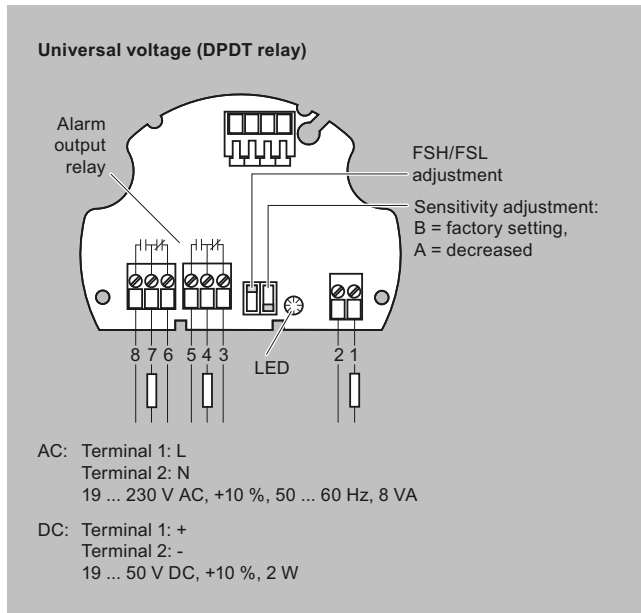 Universal voltage (DPDT relay)
Alarm
output
relay
FSH/FSL
adjustment
Sensitivity adjustment:
B = factory setting,
A = decreased
8 7 6 5 4 3 2 1
LED
AC: Terminal 1: L
Terminal 2: N
19 ... 230 V AC, +10 %, 50 ... 60 Hz, 8 VA
DC: Terminal 1: +
Terminal 2: -
19 ... 50 V DC, +10 %, 2 W